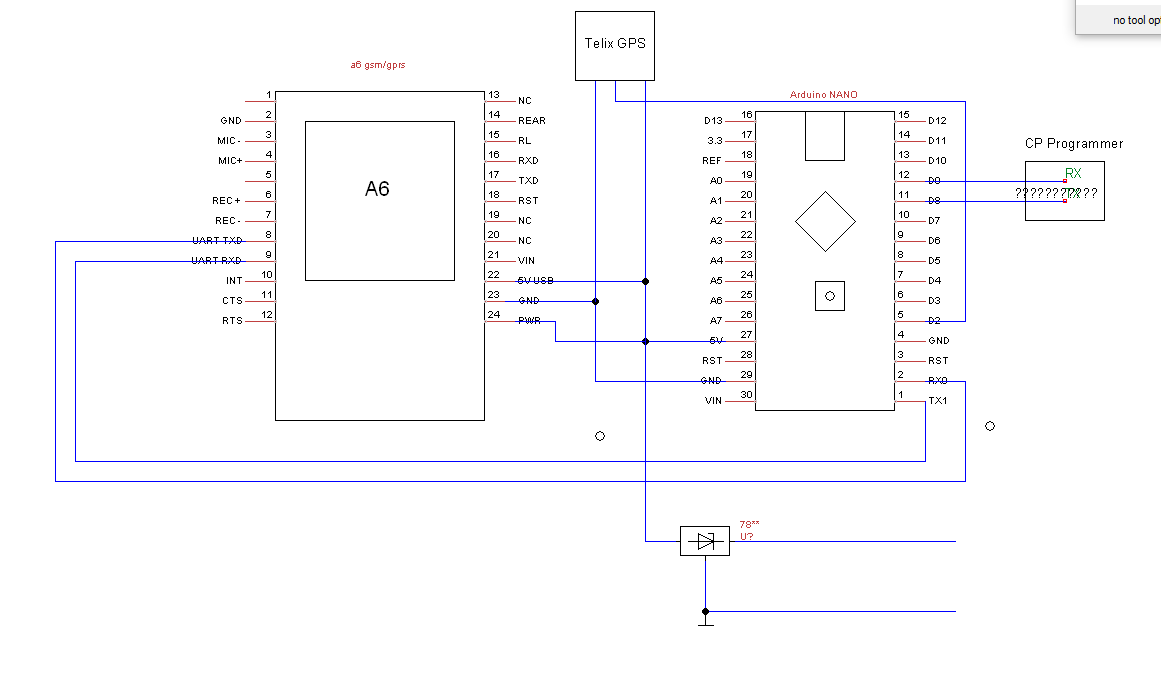 no tool opt
Telix GPS
a6 gsm/gprs
Arduino NANO
CP Programmer
A6
1
GND 2
MIC- 3
MIC+ 4
5
REC+ 6
REC- 7
UART TXD 8
UART RXD 9
INT 10
CTS 11
RTS 12
13 NC
14 REAR
15 RL
16 RXD
17 TXD
18 RST
19 NC
20 NC
21 VIN
22 5V USB
23 GND
24 PWR
D13 16
3.3 17
REF 18
A0 19
A1 20
A2 21
A3 22
A4 23
A5 24
A6 25
A7 26
5V 27
RST 28
GND 29
VIN 30
15 D12
14 D11
13 D10
12 D9
11 D8
10 D7
9 D6
8 D5
7 D4
6 D3
5 D2
4 GND
3 RST
2 RX0
1 TX1
RX
TX
78**
U?